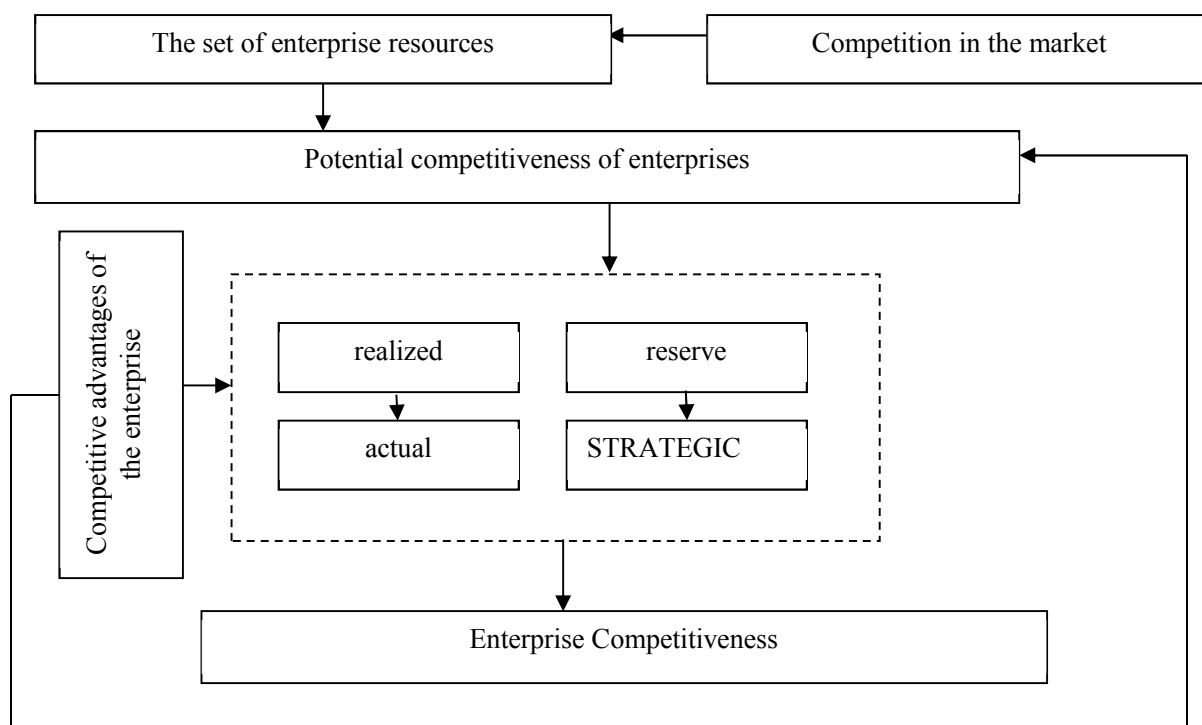 The set of enterprise resources
Competition in the market
Potential competitiveness of enterprises
Competitive advantages of
the enterprise
realized
reserve
actual
STRATEGIC
Enterprise Competitiveness